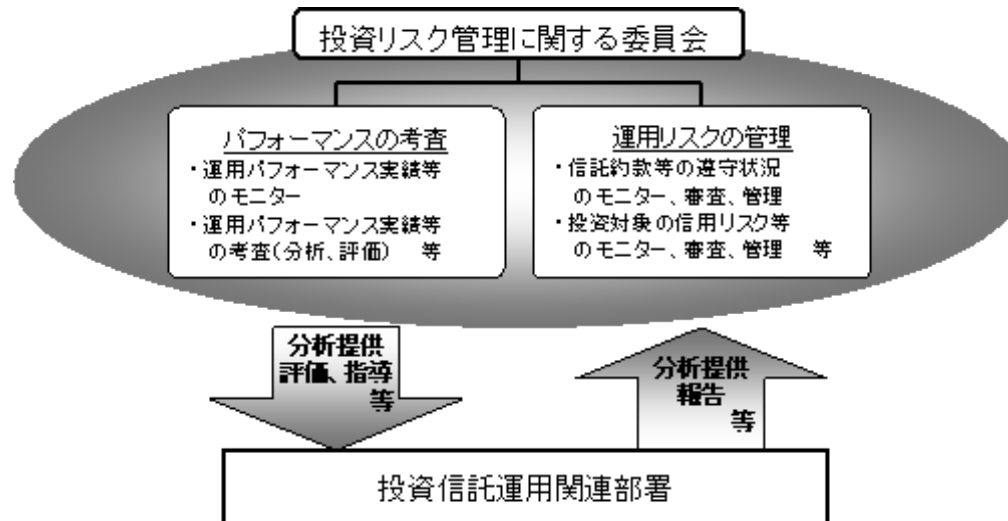 投資リスク管理に関する委員会
パフォーマンスの考査
・運用パフォーマンス実績等
のモニター
・運用パフォーマンス実績等
の考査(分析、評価) 等
運用リスクの管理
・信託約款等の遵守状況
のモニター、審査、管理
・投資対象の信用リスク等
のモニター、審査、管理 等
分析提供
評価、指導
等
分析提供
報告
等
投資信託運用関連部署